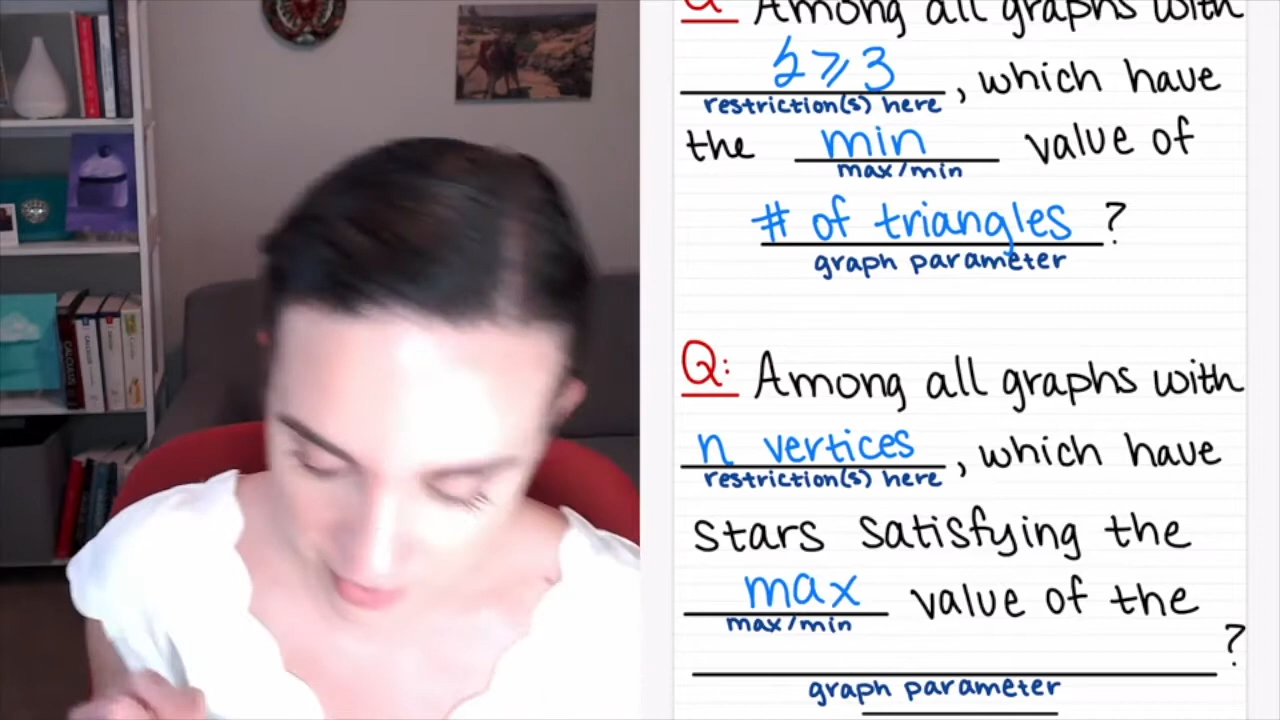 Among all graphs with
δ ⩾ 3, which have
restriction(s) here
the min value of
max/min
# of triangles?
graph parameter
Q: Among all graphs with
n vertices, which have
restriction(s) here
stars satisfying the
max value of the
max/min
?
graph parameter
CALCULUS